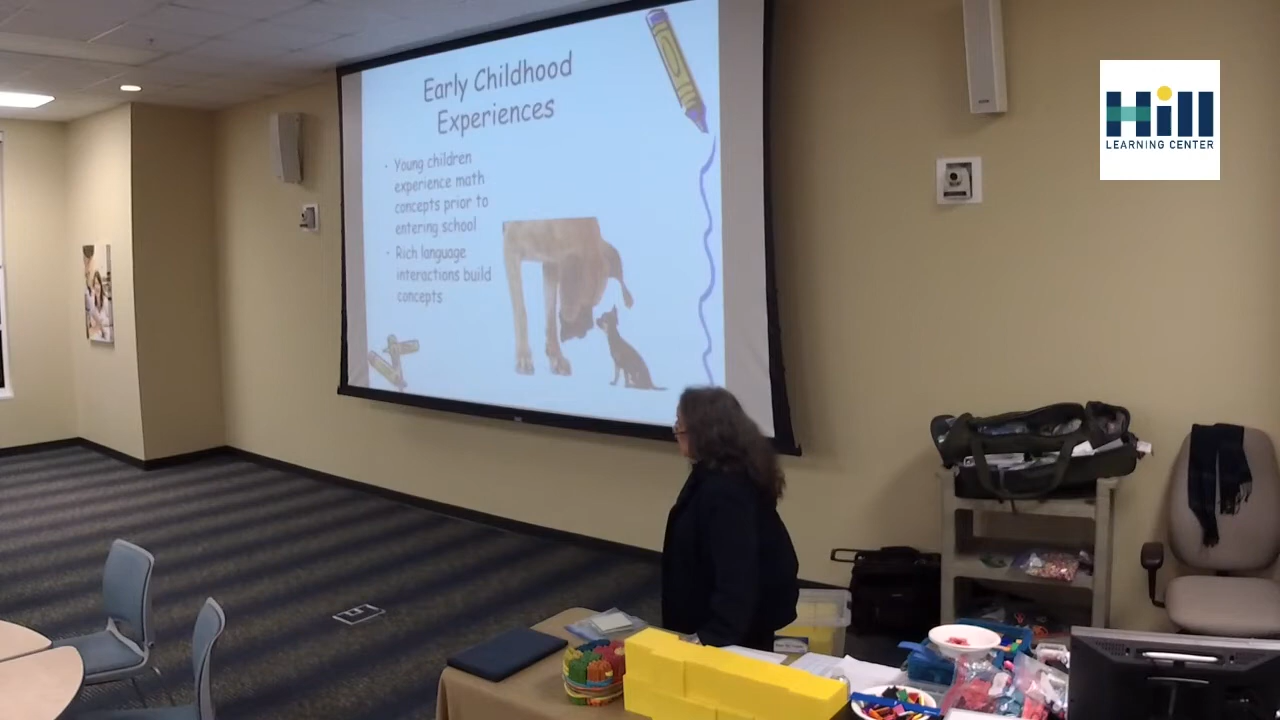 Early Childhood
Experiences
• Young children
experience math
concepts prior to
entering school
• Rich language
interactions build
concepts
Hill
LEARNING CENTER